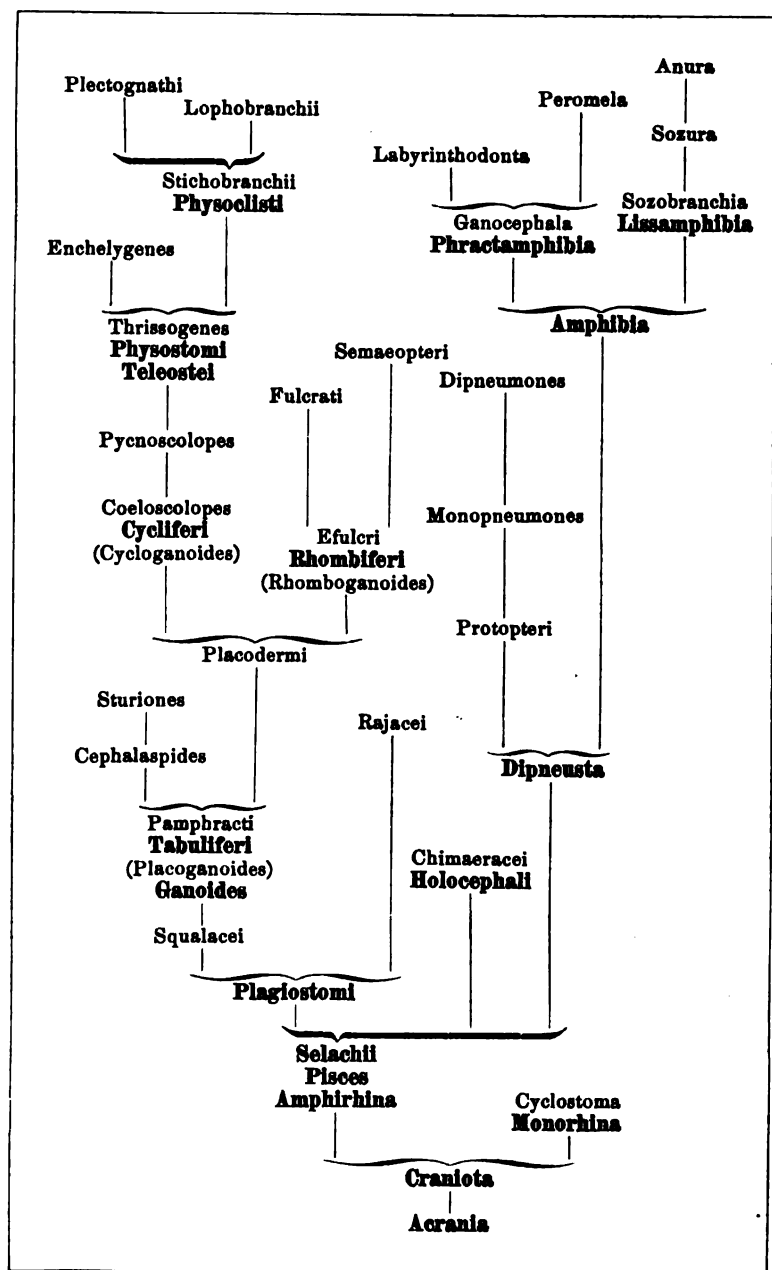 Anura
Plectognathi
Peromela
Lophobranchii
Sozura
Labyrinthodonta
Stichobranchii
Physoclisti
Sozobranchia
Lissamphibia
Ganocephala
Phractamphibia
Enchelygenes
Thrissogenes
Physostomi
Teleostei
Amphibia
Semaeopteri
Fulcrati
Dipneumones
Pycnoscolopes
Coeloscolopes
Cycliferi
(Cycloganoides)
Monopneumones
Efulcri
Rhombiferi
(Rhomboganoides)
Protopteri
Placodermi
Sturiones
Rajacei
Cephalaspides
Dipneusta
Pamphracti
Tabuliferi
(Placoganoides)
Ganoides
Chimaeracei
Holocephali
Squalacei
Plagiostomi
Selachii
Pisces
Amphirhina
Cyclostoma
Monorhina
Craniota
Acrania